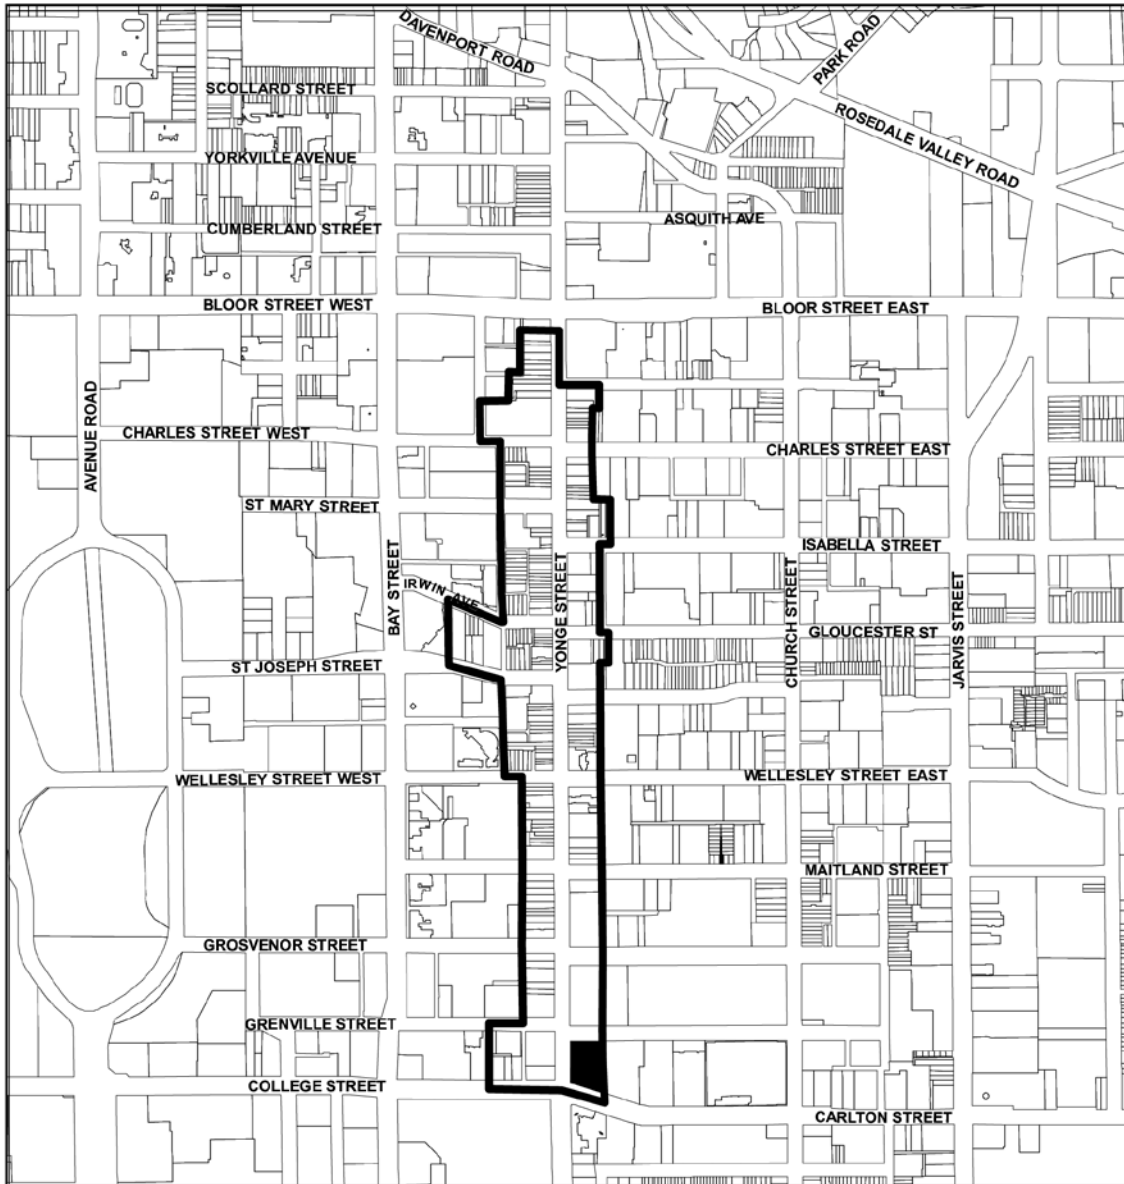 DAVENPORT ROAD
PARK ROAD
SCOLLARD STREET
ROSEDALE VALLEY ROAD
YORKVILLE AVENUE
ASQUITH AVE
CUMBERLAND STREET
BLOOR STREET WEST
BLOOR STREET EAST
AVENUE ROAD
CHARLES STREET WEST
CHARLES STREET EAST
ST MARY STREET
ISABELLA STREET
BAY STREET
IRWIN AVE
YONGE STREET
CHURCH STREET
JARVIS STREET
GLOUCESTER ST
ST JOSEPH STREET
WELLESLEY STREET WEST
WELLESLEY STREET EAST
MAITLAND STREET
GROSVENOR STREET
GRENVILLE STREET
COLLEGE STREET
CARLTON STREET